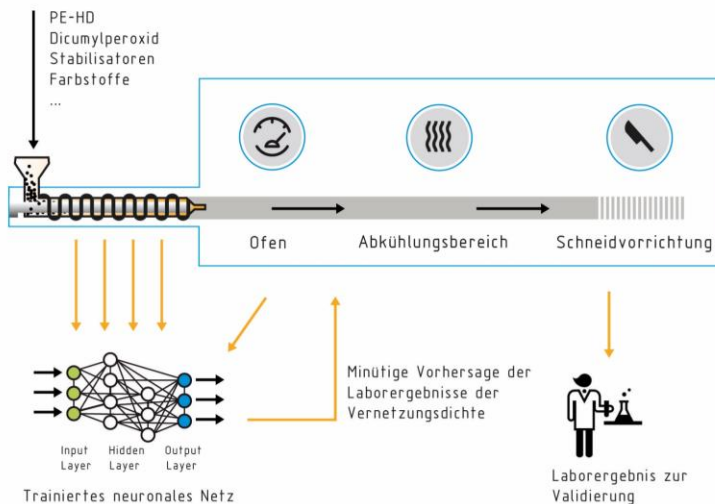 PE-HD
Dicumylperoxid
Stabilisatoren
Farbstoffe
...
Ofen
Abkühlungsbereich
Schneidvorrichtung
Minütige Vorhersage der
Laborergebnisse der
Vernetzungsdichte
Input
Layer
Hidden
Layer
Output
Layer
Trainiertes neuronales Netz
Laborergebnis zur
Validierung